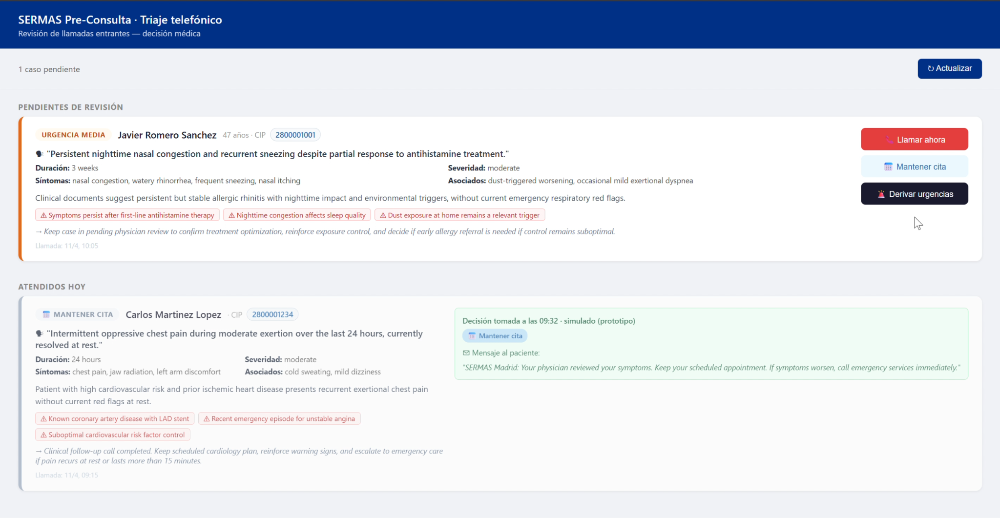 SERMAS Pre-Consulta · Triaje telefónico
Revisión de llamadas entrantes — decisión médica
1 caso pendiente
↻ Actualizar
PENDIENTES DE REVISIÓN
URGENCIA MEDIA Javier Romero Sanchez 47 años · CIP 2800001001
"Persistent nighttime nasal congestion and recurrent sneezing despite partial response to antihistamine treatment."
Duración: 3 weeks
Severidad: moderate
Síntomas: nasal congestion, watery rhinorrhea, frequent sneezing, nasal itching
Asociados: dust-triggered worsening, occasional mild exertional dyspnea
Clinical documents suggest persistent but stable allergic rhinitis with nighttime impact and environmental triggers, without current emergency respiratory red flags.
⚠ Symptoms persist after first-line antihistamine therapy ⚠ Nighttime congestion affects sleep quality ⚠ Dust exposure at home remains a relevant trigger
→ Keep case in pending physician review to confirm treatment optimization, reinforce exposure control, and decide if early allergy referral is needed if control remains suboptimal.
Llamada: 11/4, 10:05
Llamar ahora
Mantener cita
Derivar urgencias
ATENDIDOS HOY
MANTENER CITA Carlos Martinez Lopez · CIP 2800001234
"Intermittent oppressive chest pain during moderate exertion over the last 24 hours, currently
resolved at rest."
Duración: 24 hours
Severidad: moderate
Síntomas: chest pain, jaw radiation, left arm discomfort
Asociados: cold sweating, mild dizziness
Patient with high cardiovascular risk and prior ischemic heart disease presents recurrent exertional chest pain
without current red flags at rest.
⚠ Known coronary artery disease with LAD stent ⚠ Recent emergency episode for unstable angina
⚠ Suboptimal cardiovascular risk factor control
→ Clinical follow-up call completed. Keep scheduled cardiology plan, reinforce warning signs, and escalate to emergency care
if pain recurs at rest or lasts more than 15 minutes.
Llamada: 11/4, 09:15
Decisión tomada a las 09:32 · simulado (prototipo)
Mantener cita
Mensaje al paciente:
"SERMAS Madrid: Your physician reviewed your symptoms. Keep your scheduled appointment. If symptoms worsen, call emergency services immediately."